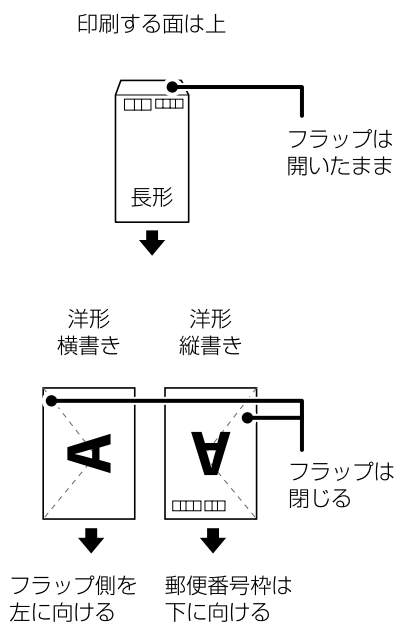 印刷する面は上
フラップは
開いたまま
長形
洋形
横書き
洋形
縦書き
A
A
フラップは
閉じる
フラップ側を
左に向ける
郵便番号枠は
下に向ける